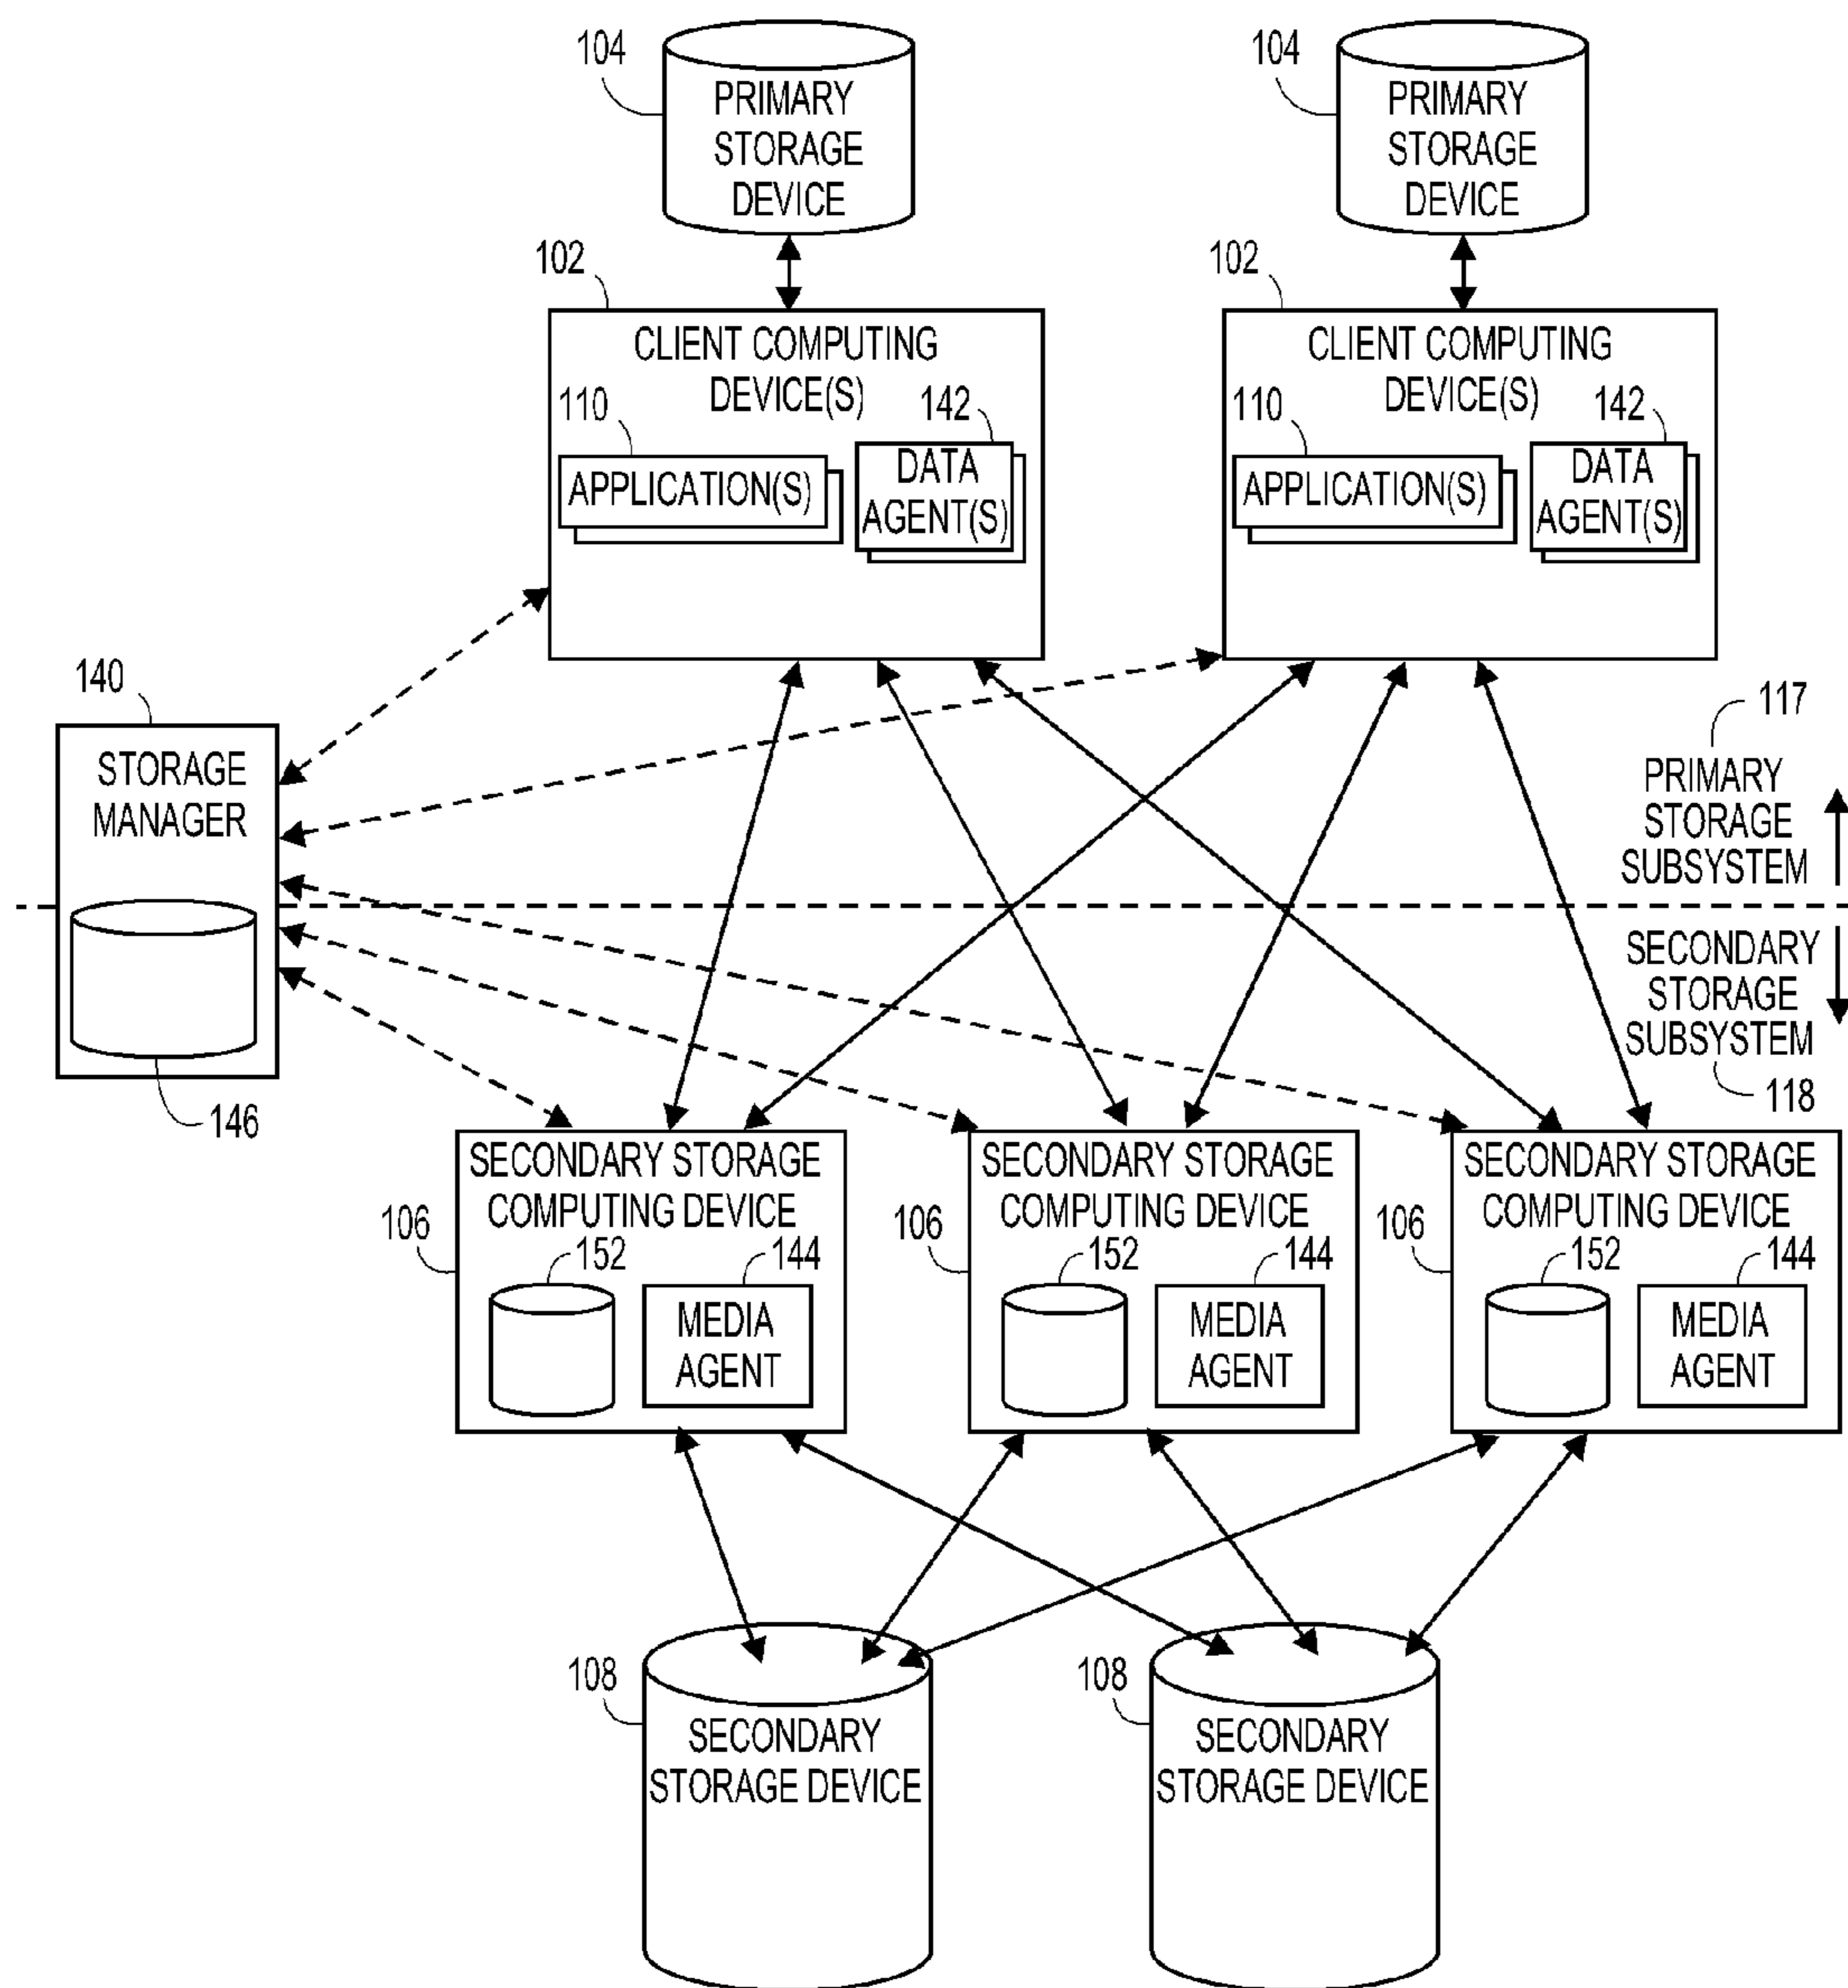 104
PRIMARY
STORAGE
DEVICE
104
PRIMARY
STORAGE
DEVICE
102
CLIENT COMPUTING
DEVICE(S)
110
142
APPLICATION(S)
DATA
AGENT(S)
102
CLIENT COMPUTING
DEVICE(S)
110
142
APPLICATION(S)
DATA
AGENT(S)
140
STORAGE
MANAGER
146
117
PRIMARY
STORAGE
SUBSYSTEM
SECONDARY
STORAGE
SUBSYSTEM
118
106
SECONDARY STORAGE
COMPUTING DEVICE
152
144
MEDIA
AGENT
106
SECONDARY STORAGE
COMPUTING DEVICE
152
144
MEDIA
AGENT
106
SECONDARY STORAGE
COMPUTING DEVICE
152
144
MEDIA
AGENT
108
SECONDARY
STORAGE DEVICE
108
SECONDARY
STORAGE DEVICE